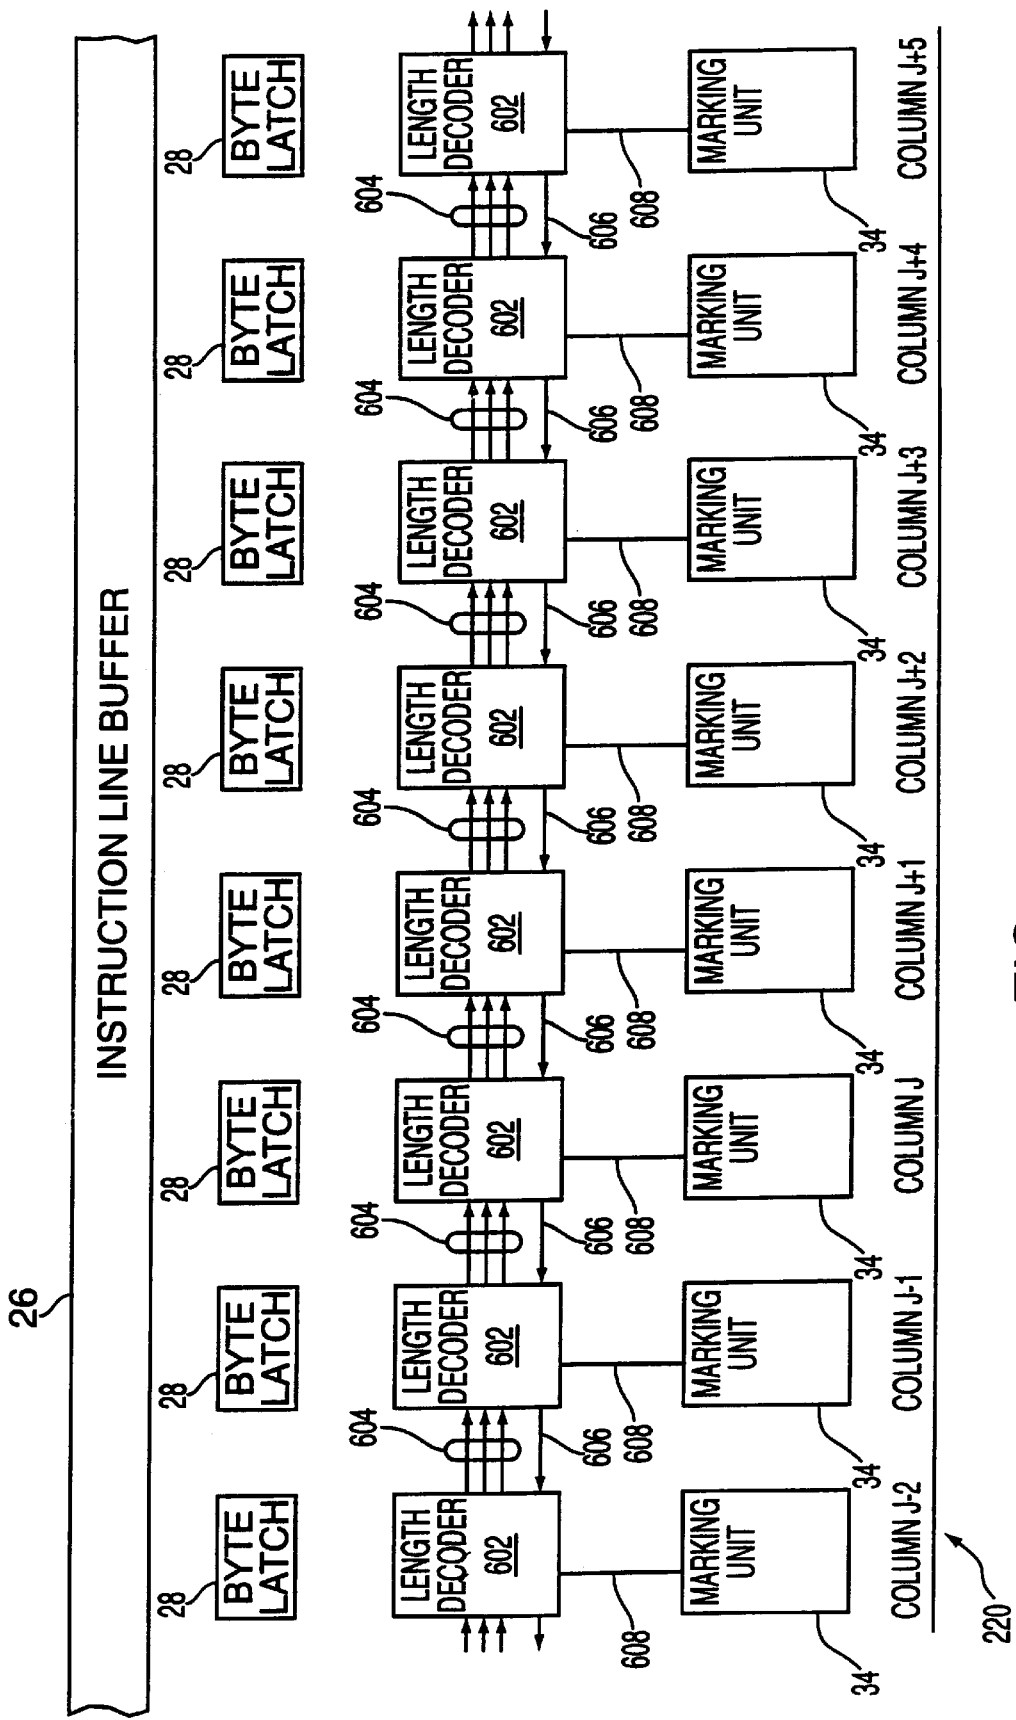 26
INSTRUCTION LINE BUFFER
28
28
28
28
28
28
28
28
BYTE
LATCH
BYTE
LATCH
BYTE
LATCH
BYTE
LATCH
BYTE
LATCH
BYTE
LATCH
BYTE
LATCH
BYTE
LATCH
604
604
604
604
604
604
604
LENGTH
DECODER
602
LENGTH
DECODER
602
LENGTH
DECODER
602
LENGTH
DECODER
602
LENGTH
DECODER
602
LENGTH
DECODER
602
LENGTH
DECODER
602
LENGTH
DECODER
602
606
606
606
606
606
606
606
608
608
608
608
608
608
608
608
MARKING
UNIT
MARKING
UNIT
MARKING
UNIT
MARKING
UNIT
MARKING
UNIT
MARKING
UNIT
MARKING
UNIT
MARKING
UNIT
34
34
34
34
34
34
34
34
COLUMN J-2
COLUMN J-1
COLUMN J
COLUMN J+1
COLUMN J+2
COLUMN J+3
COLUMN J+4
COLUMN J+5
220